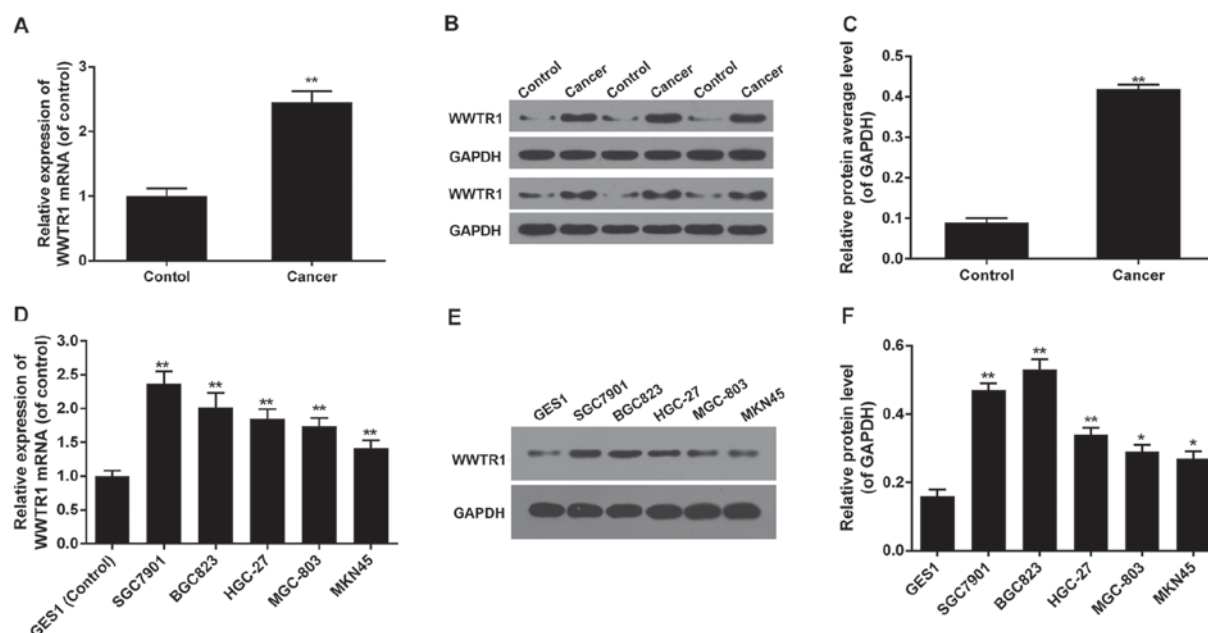 A
Relative expression of
WWTR1 mRNA (of control)
3
2
1
0
**
Contol
Cancer
B
Control
Cancer
Control
Cancer
Control
Cancer
WWTR1
GAPDH
WWTR1
GAPDH
C
Relative protein average level
(of GAPDH)
0.5
0.4
0.3
0.2
0.1
0.0
**
Control
Cancer
D
Relative expression of
WWTR1 mRNA (of control)
3.0
2.5
2.0
1.5
1.0
0.5
0.0
**
**
**
**
**
GES1 (Control)
SGC7901
BGC823
HGC-27
MGC-803
MKN45
E
GES1
SGC7901
BGC823
HGC-27
MGC-803
MKN45
WWTR1
GAPDH
F
Relative protein level
(of GAPDH)
0.6
0.4
0.2
0.0
**
**
**
*
*
GES1
SGC7901
BGC823
HGC-27
MGC-803
MKN45